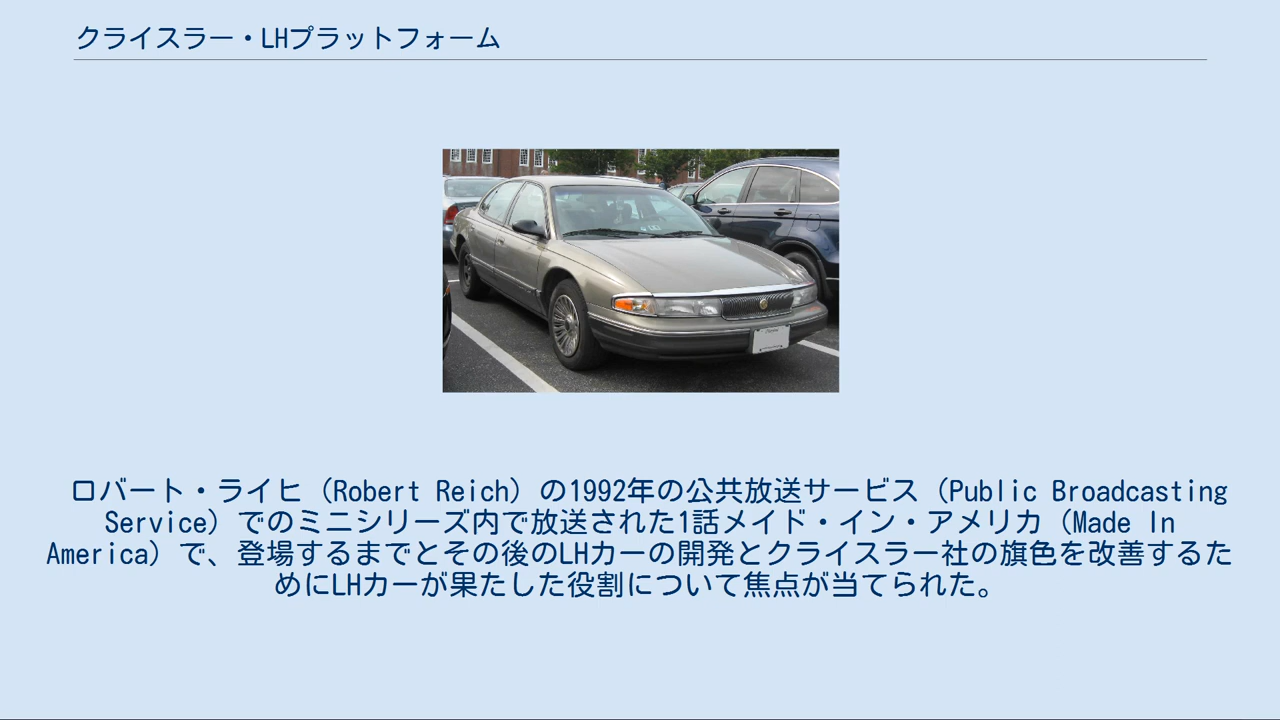 クライスラー・LHプラットフォーム
ロバート・ライヒ（Robert Reich）の1992年の公共放送サービス（Public Broadcasting
Service）でのミニシリーズ内で放送された1話メイド・イン・アメリカ（Made In
America）で、登場するまでとその後のLHカーの開発とクライスラー社の旗色を改善するた
めにLHカーが果たした役割について焦点が当てられた。